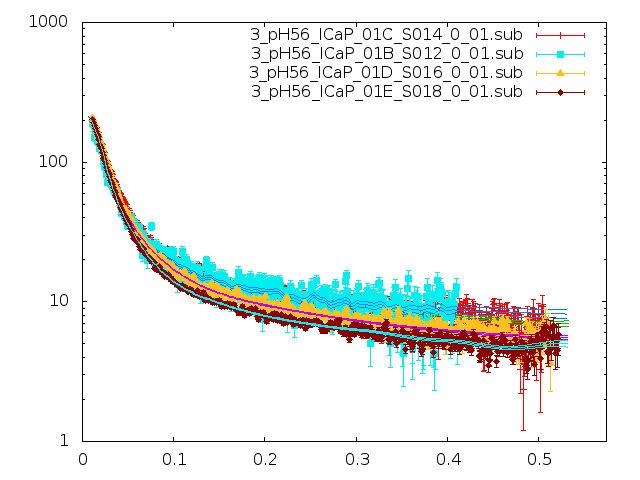 1000
3_pH56_ICaP_01C_S014_0_01.sub
3_pH56_ICaP_01B_S012_0_01.sub
3_pH56_ICaP_01D_S016_0_01.sub
3_pH56_ICaP_01E_S018_0_01.sub
100
10
1
0 0.1 0.2 0.3 0.4 0.5